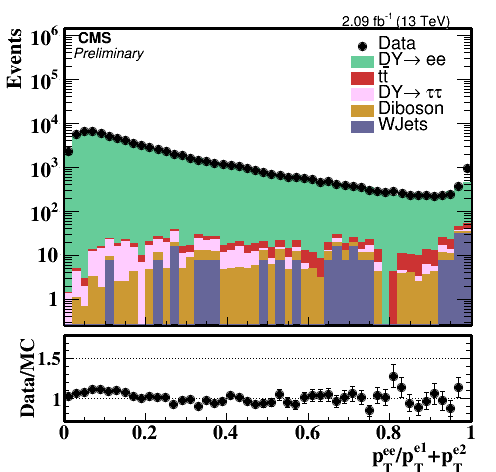 2.09 fb⁻¹ (13 TeV)
CMS
Preliminary
Data
DY→ ee
tt̄
DY→ ττ
Diboson
WJets
Events
10⁶
10⁵
10⁴
10³
10²
10
1
Data/MC
1.5
1
0 0.2 0.4 0.6 0.8 1
p_T^ee/p_T^e1+p_T^e2